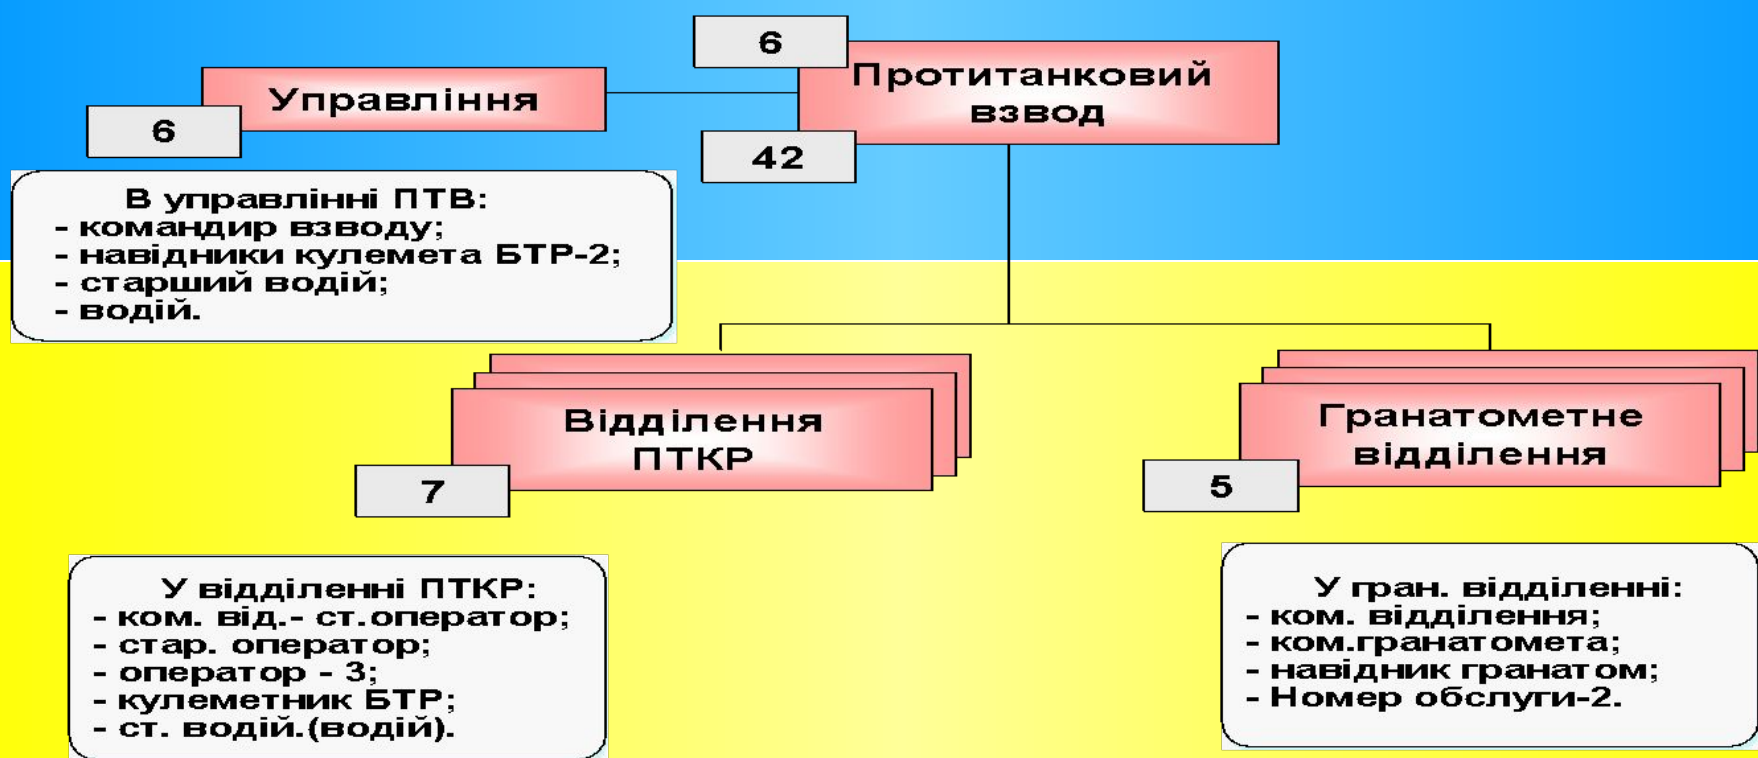 6
Протитанковий
взвод
42
Управління
6
В управлінні ПТВ:
- командир взводу;
- навідники кулемета БТР-2;
- старший водій;
- водій.
Відділення
ПТКР
7
Гранатометне
відділення
5
У відділенні ПТКР:
- ком. від.- ст.оператор;
- стар. оператор;
- оператор - 3;
- кулеметник БТР;
- ст. водій.(водій).
У гран. відділенні:
- ком. відділення;
- ком.гранатомета;
- навідник гранатом;
- Номер обслуги-2.